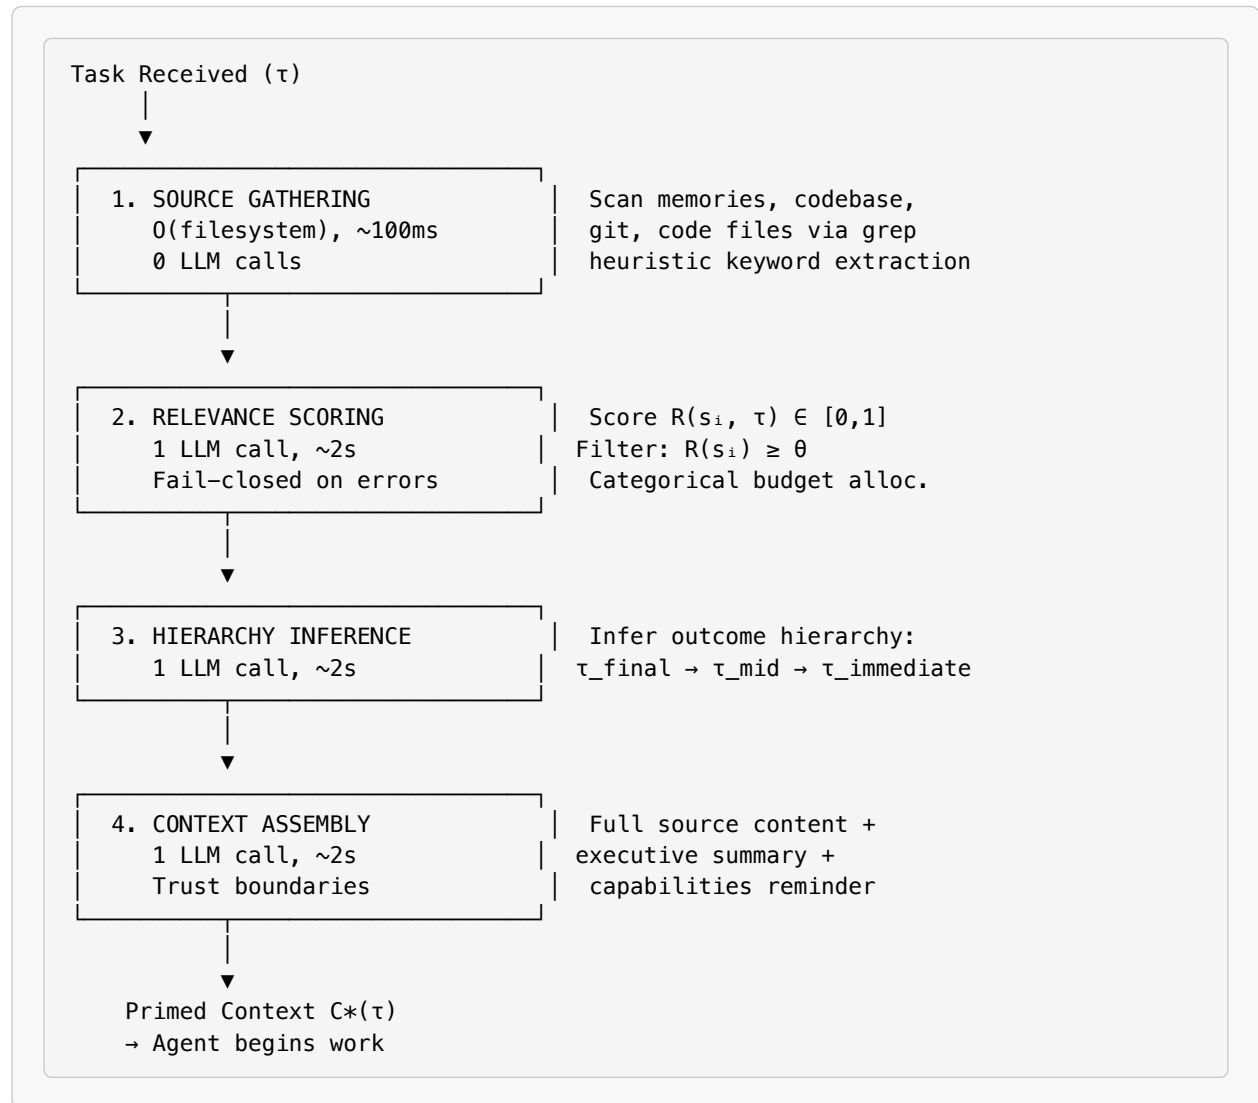 Task Received (τ)
1. SOURCE GATHERING Scan memories, codebase,
O(filesystem), ~100ms git, code files via grep
0 LLM calls heuristic keyword extraction
2. RELEVANCE SCORING Score R(sᵢ, τ) ∈ [0,1]
1 LLM call, ~2s Filter: R(sᵢ) ≥ θ
Fail–closed on errors Categorical budget alloc.
3. HIERARCHY INFERENCE Infer outcome hierarchy:
1 LLM call, ~2s τ_final → τ_mid → τ_immediate
4. CONTEXT ASSEMBLY Full source content +
1 LLM call, ~2s executive summary +
Trust boundaries capabilities reminder
Primed Context C∗(τ)
→ Agent begins work